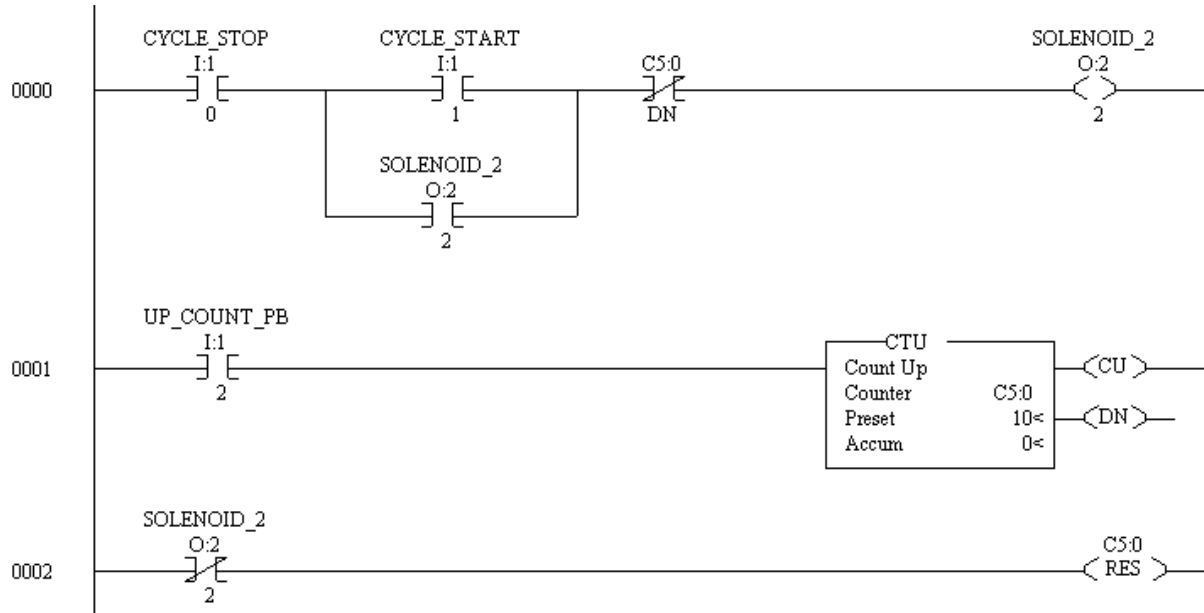 CYCLE_STOP CYCLE_START SOLENOID_2
I:1 I:1 C5:0 O:2
0000
0 1 DN 2
SOLENOID_2
O:2
2
UP_COUNT_PB
I:1 CTU
0001 Count Up CU
2 Counter C5:0
Preset 10< DN
Accum 0<
SOLENOID_2
O:2 C5:0
0002 RES
2